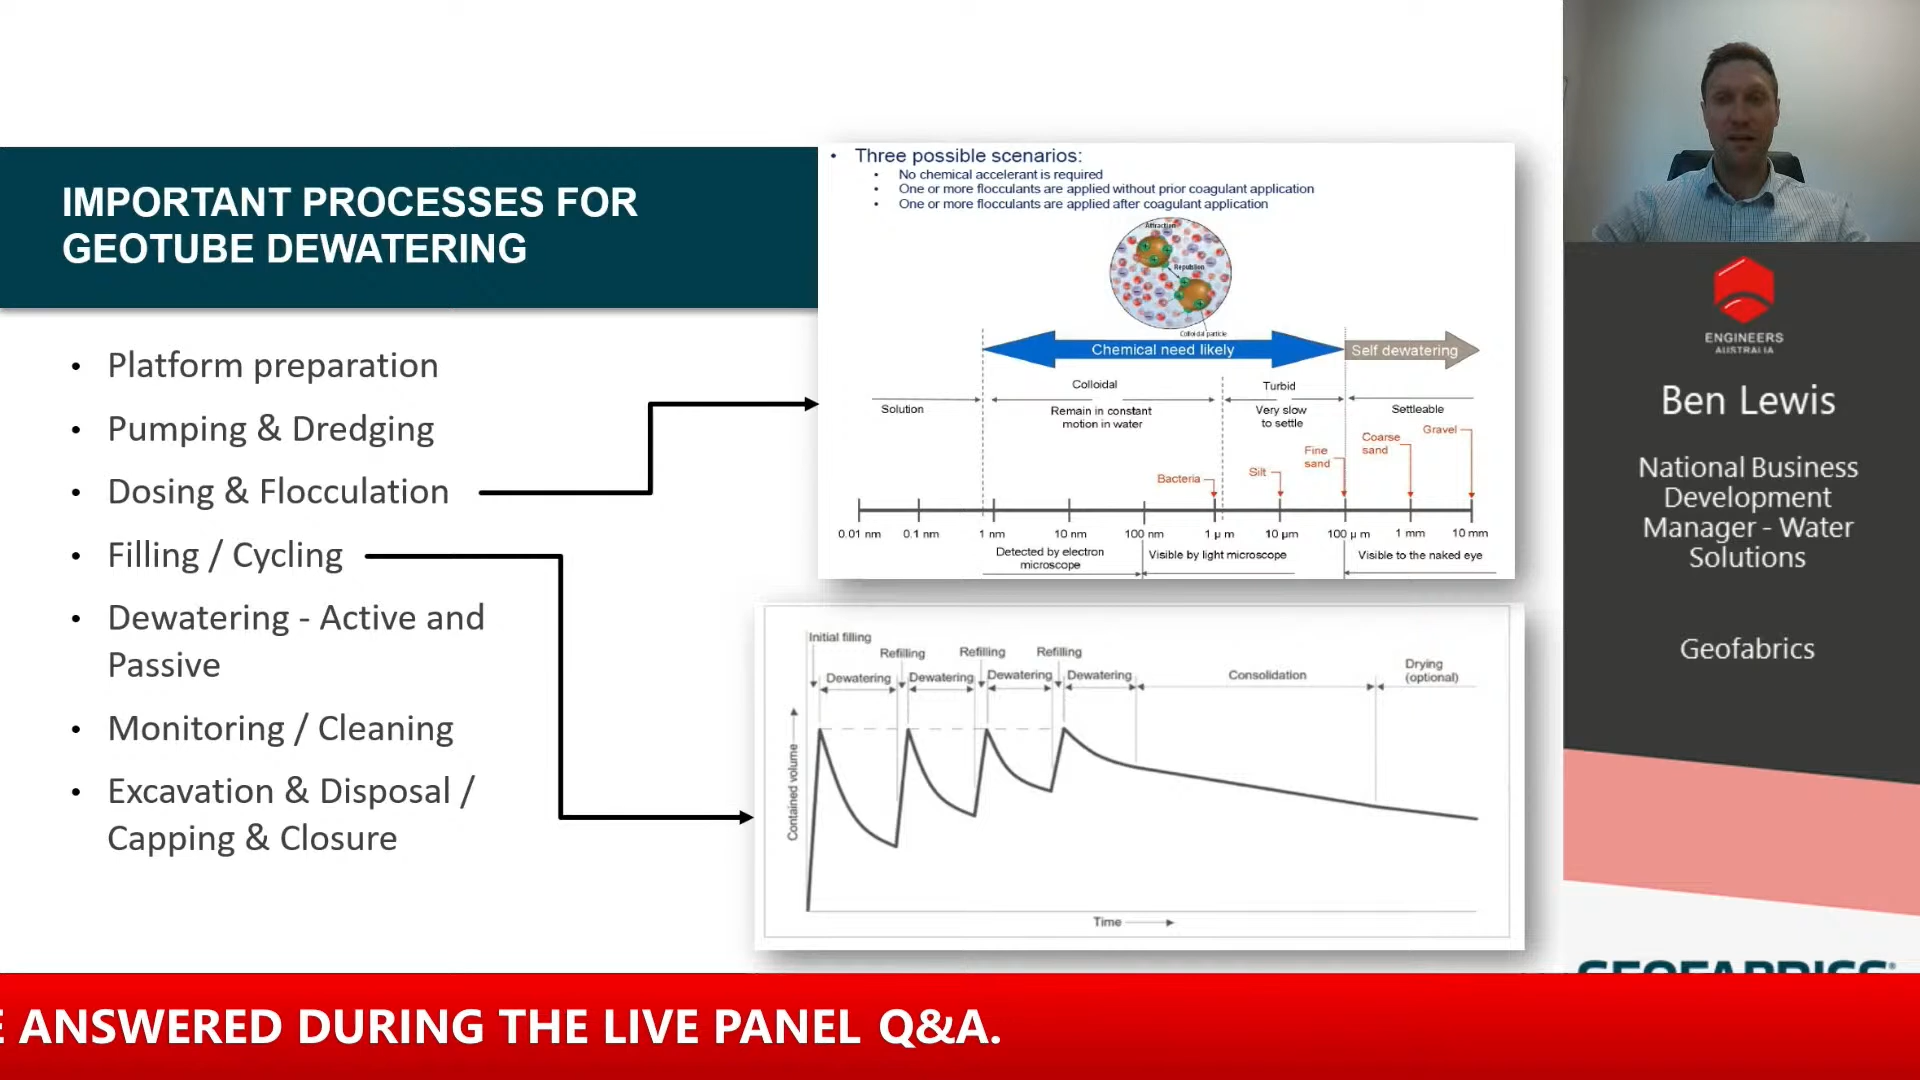 IMPORTANT PROCESSES FOR
GEOTUBE DEWATERING
• Platform preparation
• Pumping & Dredging
• Dosing & Flocculation
• Filling / Cycling
• Dewatering - Active and
Passive
• Monitoring / Cleaning
• Excavation & Disposal /
Capping & Closure
• Three possible scenarios:
• No chemical accelerant is required
• One or more flocculants are applied without prior coagulant application
• One or more flocculants are applied after coagulant application
Attraction
Repulsion
Colloidal particle
Chemical need likely
Self dewatering
Colloidal
Turbid
Solution
Remain in constant
motion in water
Very slow
to settle
Settleable
Gravel
Coarse
sand
Fine
sand
Silt
Bacteria
0.01 nm 0.1 nm 1 nm 10 nm 100 nm 1 µm 10 µm 100 µm 1 mm 10 mm
Detected by electron
microscope
Visible by light microscope
Visible to the naked eye
Initial filling
Refilling Refilling Refilling
Dewatering Dewatering Dewatering Dewatering
Consolidation
Drying
(optional)
Contained volume
Time
ENGINEERS
AUSTRALIA
Ben Lewis
National Business
Development
Manager - Water
Solutions
Geofabrics
GEOFABRICS
ANSWERED DURING THE LIVE PANEL Q&A.